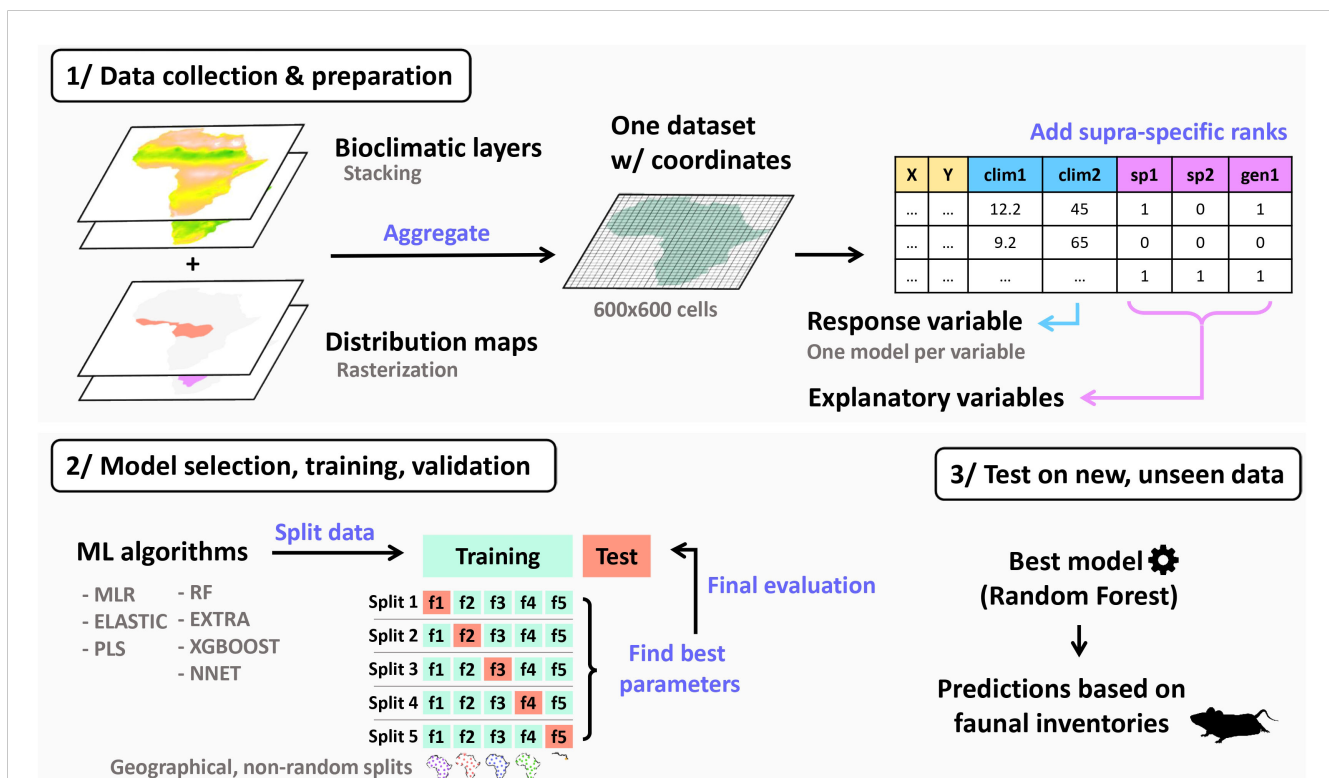 1/ Data collection & preparation
Bioclimatic layers
Stacking
+
Distribution maps
Rasterization
Aggregate
One dataset
w/ coordinates
600x600 cells
Add supra-specific ranks
X Y clim1 clim2 sp1 sp2 gen1
... ... 12.2 45 1 0 1
... ... 9.2 65 0 0 0
... ... ... ... 1 1 1
Response variable
One model per variable
Explanatory variables
2/ Model selection, training, validation
ML algorithms
- MLR
- ELASTIC
- PLS
- RF
- EXTRA
- XGBOOST
- NNET
Split data
Training Test
Split 1 f1 f2 f3 f4 f5
Split 2 f1 f2 f3 f4 f5
Split 3 f1 f2 f3 f4 f5
Split 4 f1 f2 f3 f4 f5
Split 5 f1 f2 f3 f4 f5
Geographical, non-random splits
Find best
parameters
Final evaluation
3/ Test on new, unseen data
Best model
(Random Forest)
Predictions based on
faunal inventories